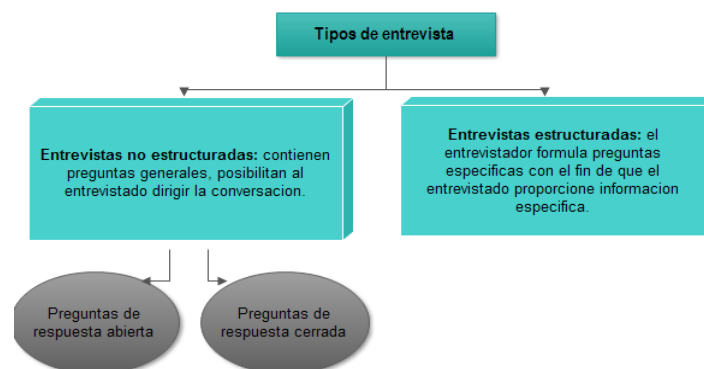 Tipos de entrevista
Entrevistas no estructuradas: contienen
preguntas generales, posibilitan al
entrevistado dirigir la conversacion.
Entrevistas estructuradas: el
entrevistador formula preguntas
especificas con el fin de que el
entrevistado proporcione informacion
especifica.
Preguntas de
respuesta abierta
Preguntas de
respuesta cerrada